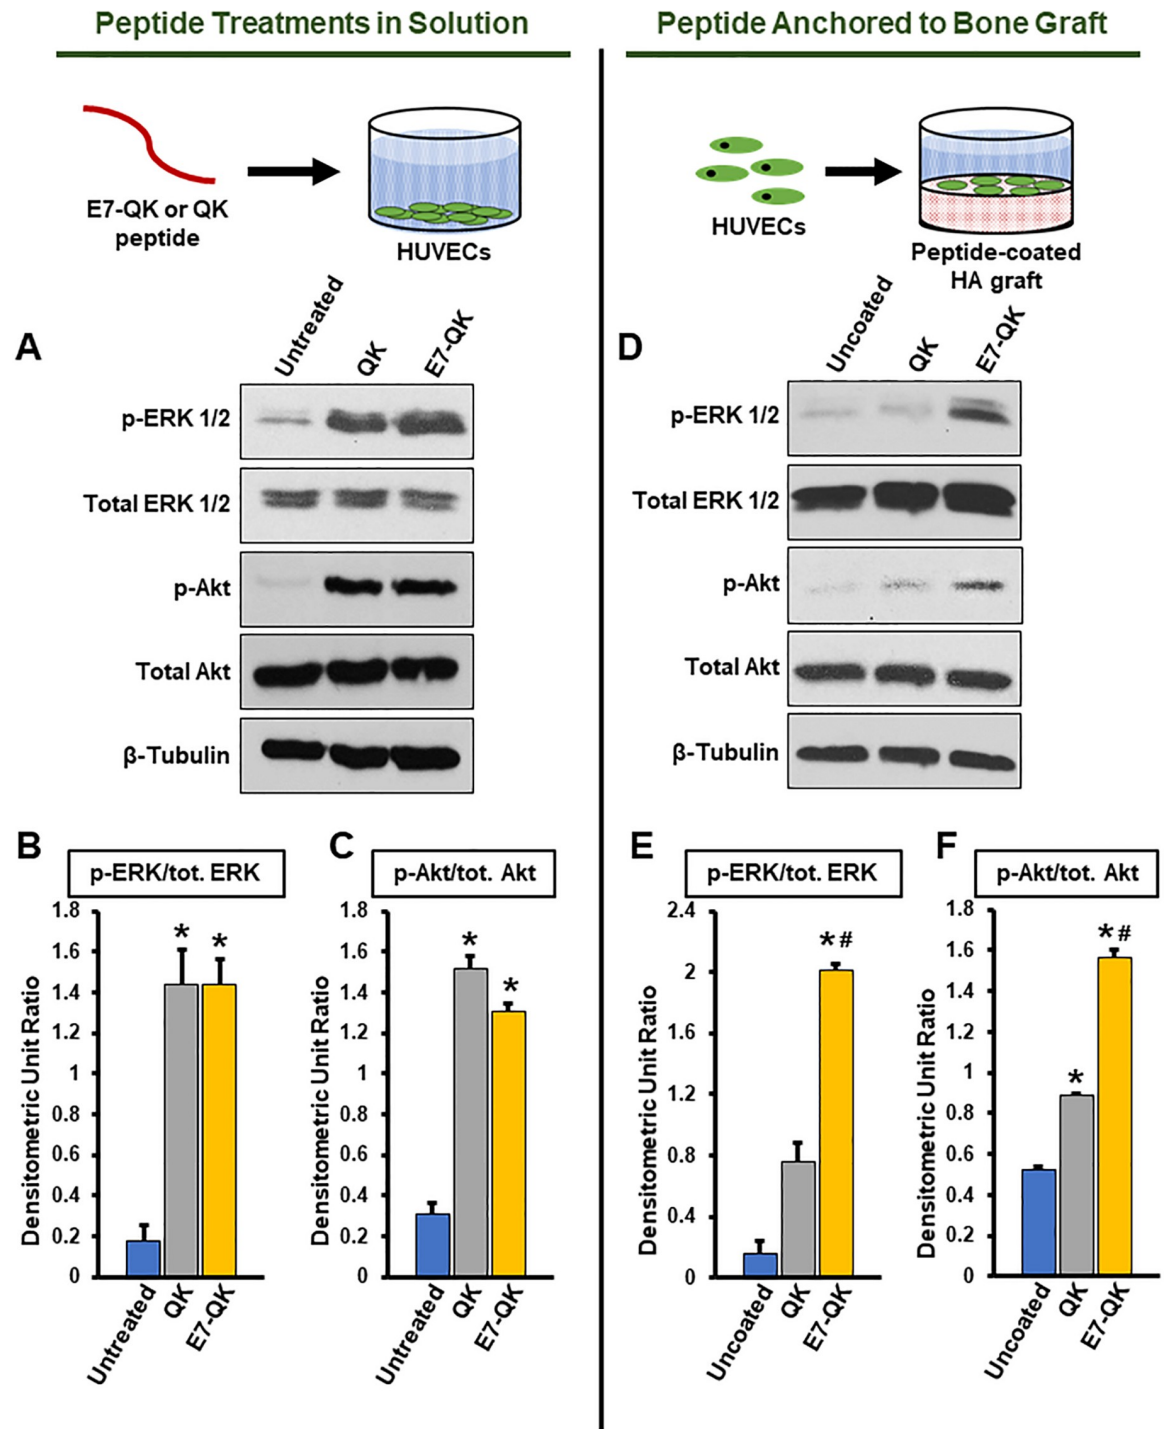 Peptide Treatments in Solution
E7-QK or QK
peptide
HUVECs
A
Untreated
QK
E7-QK
p-ERK 1/2
Total ERK 1/2
p-Akt
Total Akt
β-Tubulin
B
p-ERK/tot. ERK
Densitometric Unit Ratio
1.8
1.6
1.4
1.2
1
0.8
0.6
0.4
0.2
0
*
*
Untreated
QK
E7-QK
C
p-Akt/tot. Akt
Densitometric Unit Ratio
1.8
1.6
1.4
1.2
1
0.8
0.6
0.4
0.2
0
*
*
Untreated
QK
E7-QK
Peptide Anchored to Bone Graft
HUVECs
Peptide-coated
HA graft
D
Uncoated
QK
E7-QK
p-ERK 1/2
Total ERK 1/2
p-Akt
Total Akt
β-Tubulin
E
p-ERK/tot. ERK
Densitometric Unit Ratio
2.4
2
1.6
1.2
0.8
0.4
0
*#
Uncoated
QK
E7-QK
F
p-Akt/tot. Akt
Densitometric Unit Ratio
1.8
1.6
1.4
1.2
1
0.8
0.6
0.4
0.2
0
*
*#
Uncoated
QK
E7-QK